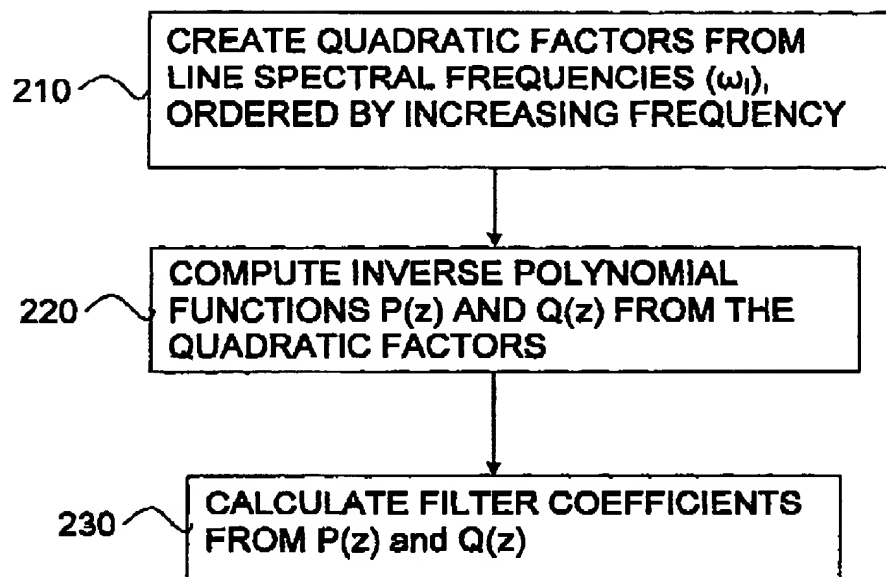 CREATE QUADRATIC FACTORS FROM
210 LINE SPECTRAL FREQUENCIES (ωᵢ),
ORDERED BY INCREASING FREQUENCY
COMPUTE INVERSE POLYNOMIAL
220 FUNCTIONS P(z) AND Q(z) FROM THE
QUADRATIC FACTORS
CALCULATE FILTER COEFFICIENTS
230 FROM P(z) and Q(z)